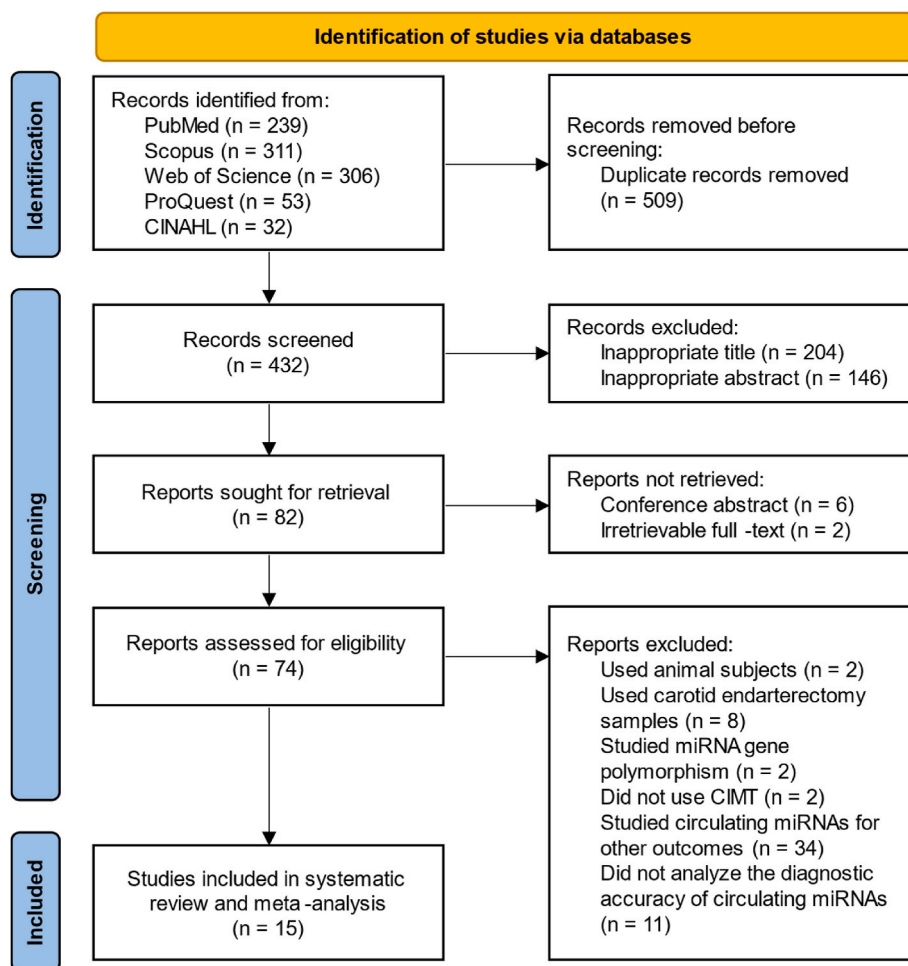 Identification of studies via databases
Identification
Records identified from:
PubMed (n = 239)
Scopus (n = 311)
Web of Science (n = 306)
ProQuest (n = 53)
CINAHL (n = 32)
Records removed before
screening:
Duplicate records removed
(n = 509)
Screening
Records screened
(n = 432)
Records excluded:
Inappropriate title (n = 204)
Inappropriate abstract (n = 146)
Reports sought for retrieval
(n = 82)
Reports not retrieved:
Conference abstract (n = 6)
Irretrievable full -text (n = 2)
Reports assessed for eligibility
(n = 74)
Reports excluded:
Used animal subjects (n = 2)
Used carotid endarterectomy
samples (n = 8)
Studied miRNA gene
polymorphism (n = 2)
Did not use CIMT (n = 2)
Studied circulating miRNAs for
other outcomes (n = 34)
Did not analyze the diagnostic
accuracy of circulating miRNAs
(n = 11)
Included
Studies included in systematic
review and meta -analysis
(n = 15)